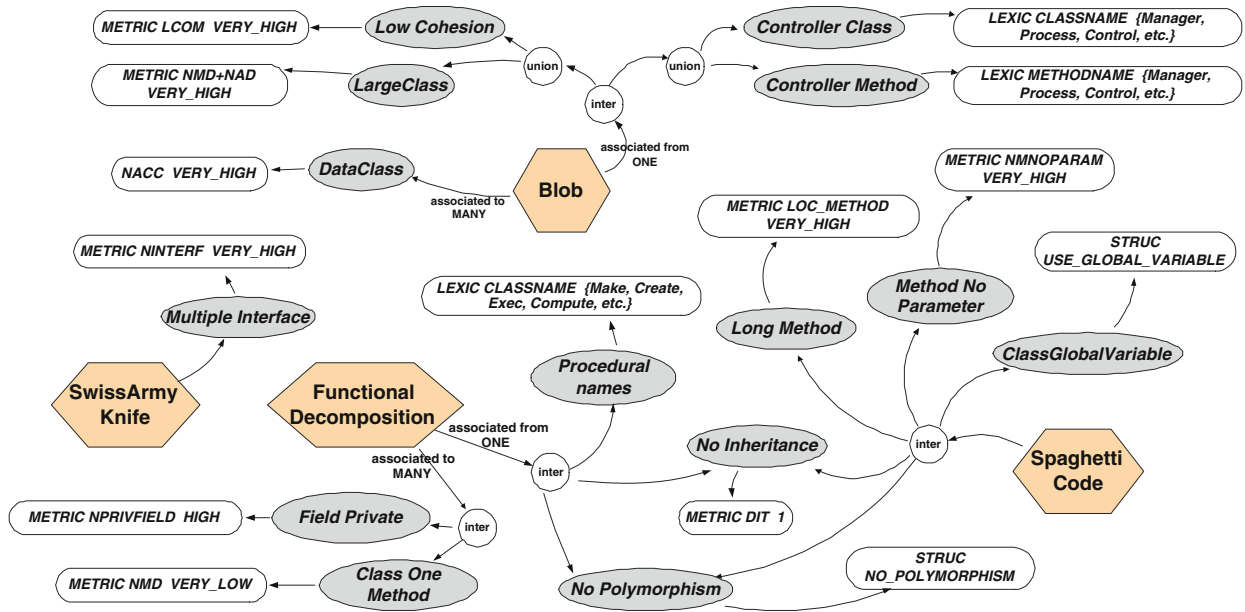 METRIC LCOM VERY_HIGH
Low Cohesion
union
METRIC NMD+NAD
VERY_HIGH
LargeClass
inter
union
Controller Class
LEXIC CLASSNAME {Manager,
Process, Control, etc.}
Controller Method
LEXIC METHODNAME {Manager,
Process, Control, etc.}
associated from
ONE
NACC VERY_HIGH
DataClass
associated to
MANY
Blob
METRIC NMNOPARAM
VERY_HIGH
METRIC LOC_METHOD
VERY_HIGH
STRUC
USE_GLOBAL_VARIABLE
METRIC NINTERF VERY_HIGH
Multiple Interface
LEXIC CLASSNAME {Make, Create,
Exec, Compute, etc.}
Long Method
Method No
Parameter
ClassGlobalVariable
SwissArmy
Knife
Functional
Decomposition
Procedural
names
associated from
ONE
associated to
MANY
inter
No Inheritance
inter
Spaghetti
Code
METRIC DIT 1
METRIC NPRIVFIELD HIGH
Field Private
inter
METRIC NMD VERY_LOW
Class One
Method
No Polymorphism
STRUC
NO_POLYMORPHISM